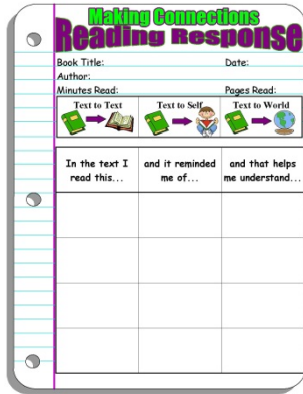 Making Connections
Reading Response
Book Title: Date:
Author:
Minutes Read: Pages Read:
Text to Text Text to Self Text to World
In the text I read this... and it reminded me of... and that helps me understand...